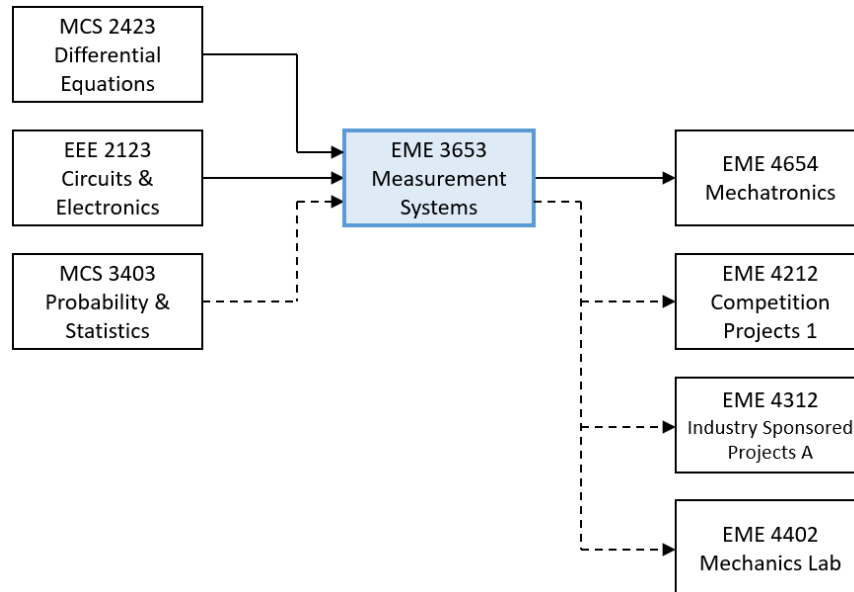 MCS 2423
Differential
Equations
EEE 2123
Circuits &
Electronics
MCS 3403
Probability &
Statistics
EME 3653
Measurement
Systems
EME 4654
Mechatronics
EME 4212
Competition
Projects 1
EME 4312
Industry Sponsored
Projects A
EME 4402
Mechanics Lab